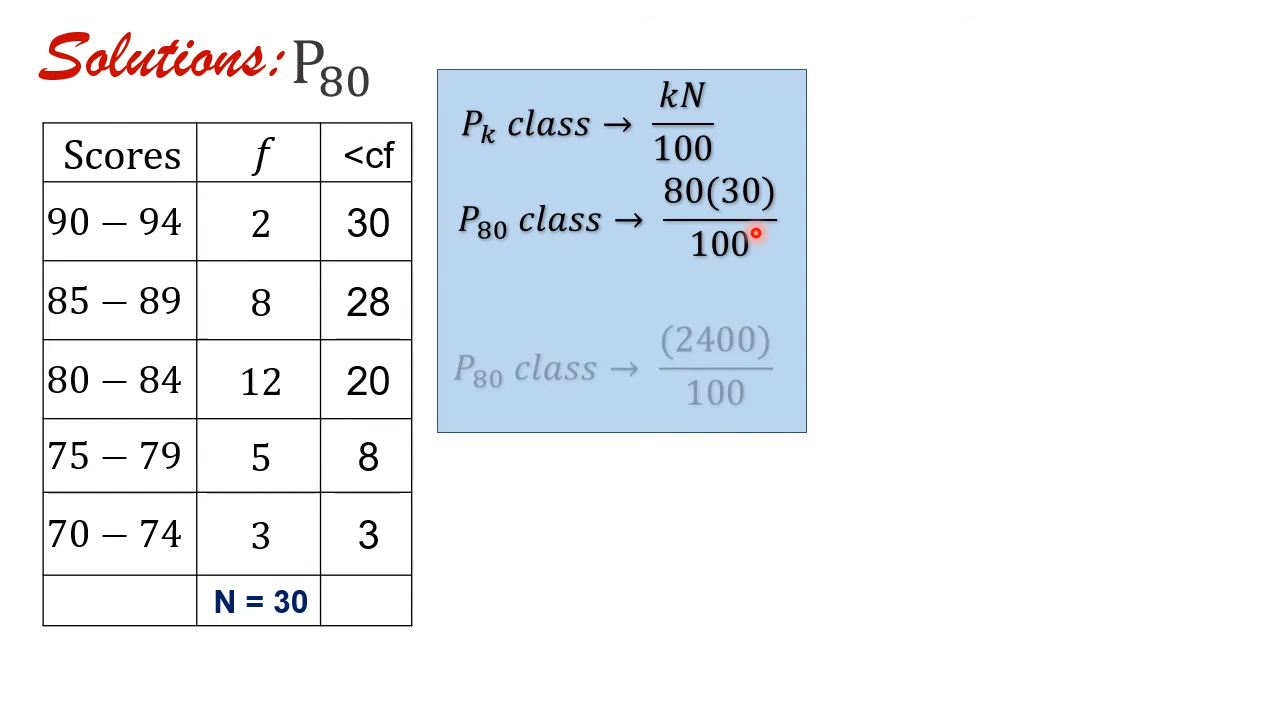 Solutions: P₈₀
Scores f <cf
90 – 94 2 30
85 – 89 8 28
80 – 84 12 20
75 – 79 5 8
70 – 74 3 3
N = 30
Pₖ class → kN/100
P₈₀ class → 80(30)/100
P₈₀ class → (2400)/100